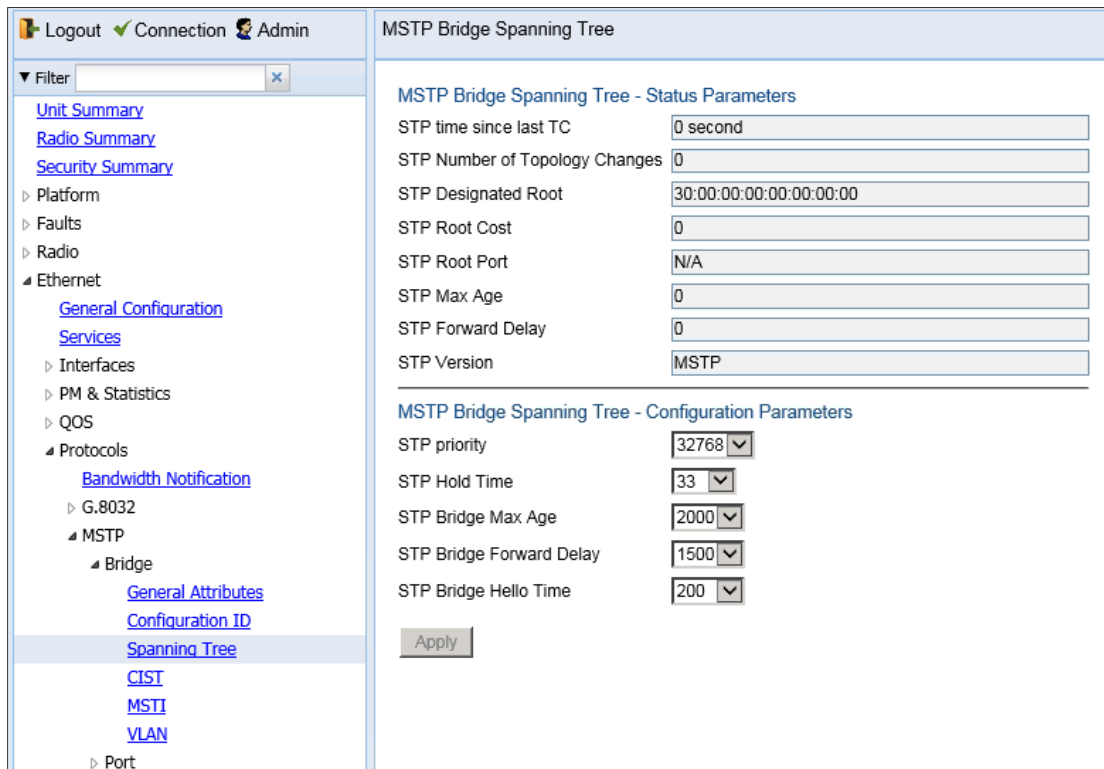 Logout Connection Admin
Filter
Unit Summary
Radio Summary
Security Summary
Platform
Faults
Radio
Ethernet
General Configuration
Services
Interfaces
PM & Statistics
QOS
Protocols
Bandwidth Notification
G.8032
MSTP
Bridge
General Attributes
Configuration ID
Spanning Tree
CIST
MSTI
VLAN
Port
MSTP Bridge Spanning Tree
MSTP Bridge Spanning Tree - Status Parameters
STP time since last TC 0 second
STP Number of Topology Changes 0
STP Designated Root 30:00:00:00:00:00:00:00
STP Root Cost 0
STP Root Port N/A
STP Max Age 0
STP Forward Delay 0
STP Version MSTP
MSTP Bridge Spanning Tree - Configuration Parameters
STP priority 32768
STP Hold Time 33
STP Bridge Max Age 2000
STP Bridge Forward Delay 1500
STP Bridge Hello Time 200
Apply